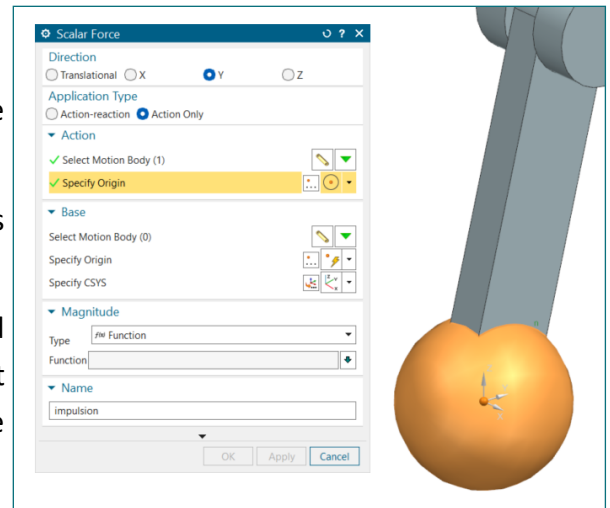 Scalar Force
Direction
Translational X Y Z
Application Type
Action-reaction Action Only
Action
Select Motion Body (1)
Specify Origin
Base
Select Motion Body (0)
Specify Origin
Specify CSYS
Magnitude
Type f(x) Function
Function
Name
impulsion
OK Apply Cancel